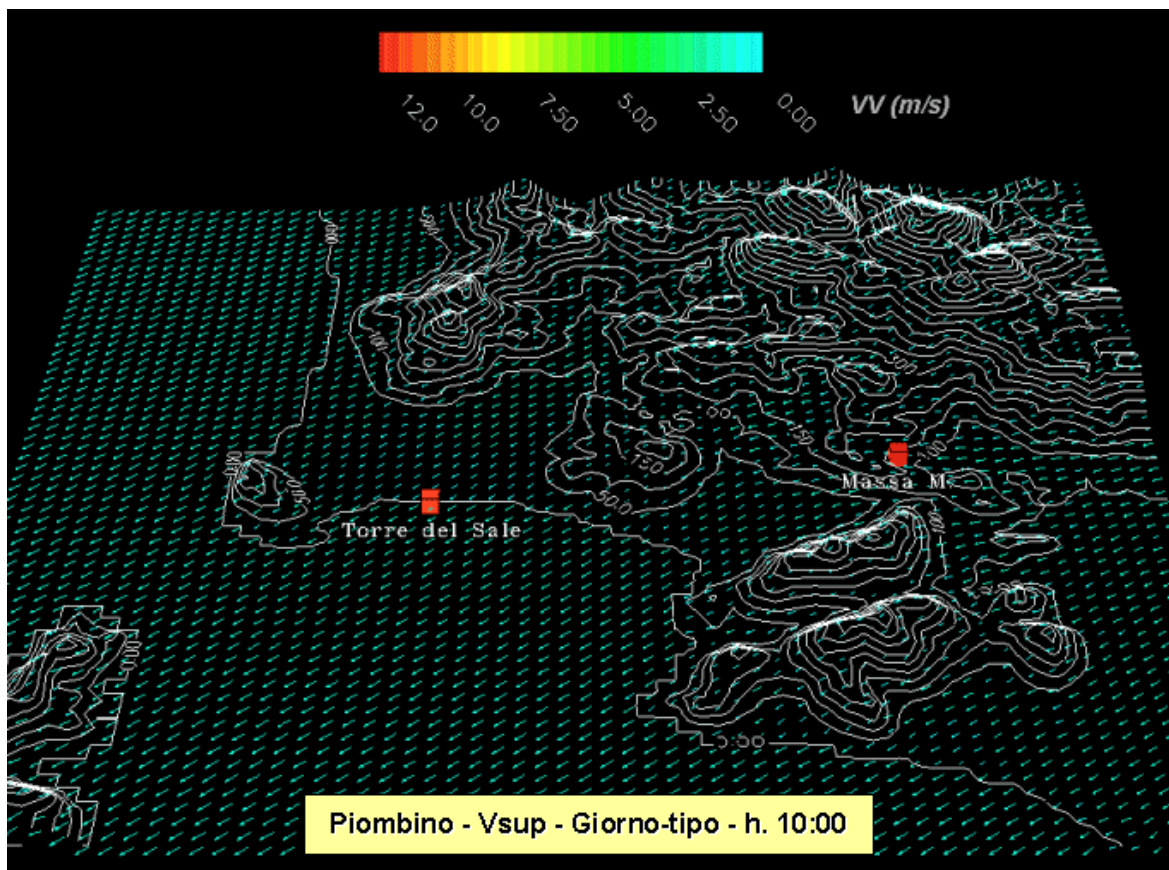 12.0 10.0 7.50 5.00 2.50 0.00 VV (m/s)
Massa M.
Torre del Sale
Piombino - Vsup - Giorno-tipo - h. 10:00